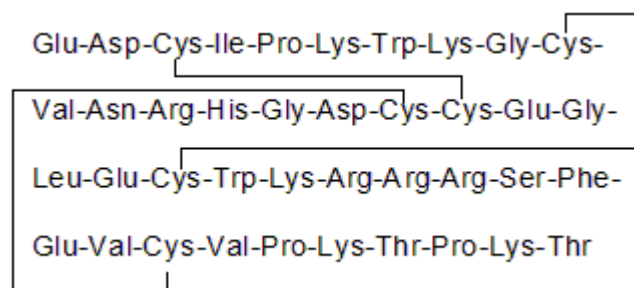 Glu-Asp-Cys-Ile-Pro-Lys-Trp-Lys-Gly-Cys-
Val-Asn-Arg-His-Gly-Asp-Cys-Cys-Glu-Gly-
Leu-Glu-Cys-Trp-Lys-Arg-Arg-Arg-Ser-Phe-
Glu-Val-Cys-Val-Pro-Lys-Thr-Pro-Lys-Thr